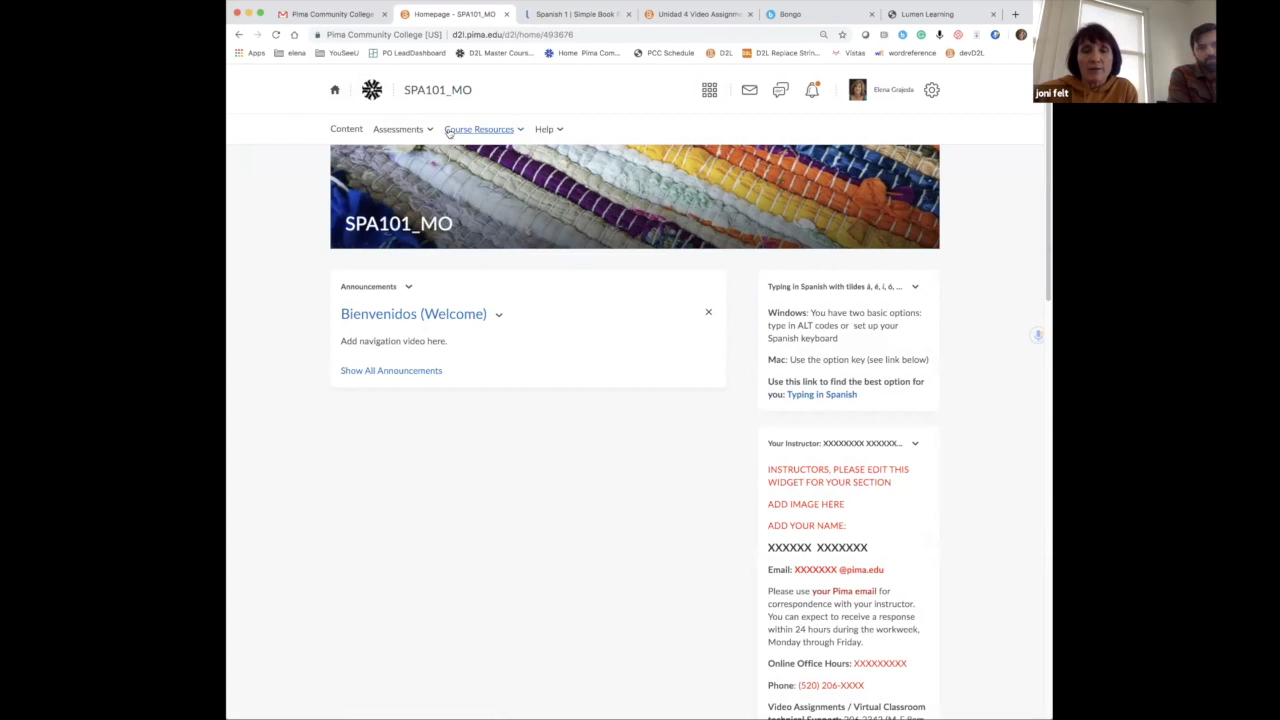 Pima Community College
Homepage - SPA101_MO
Spanish 1 | Simple Book P
Unidad 4 Video Assignme
Bongo
Lumen Learning
Pima Community College [US] | d2l.pima.edu/d2l/home/493676
Apps
elena
YouSeeU
PO LeadDashboard
D2L Master Cours...
Home Pima Com...
PCC Schedule
D2L
D2L Replace Strin...
Vistas
wordreference
devD2L
joni felt
SPA101_MO
Elena Grajeda
Content
Assessments
Course Resources
Help
SPA101_MO
Announcements
Bienvenidos (Welcome)
Add navigation video here.
Show All Announcements
Typing in Spanish with tildes á, é, í, ó, ...
Windows: You have two basic options:
type in ALT codes or set up your
Spanish keyboard
Mac: Use the option key (see link below)
Use this link to find the best option for
you: Typing in Spanish
Your Instructor: XXXXXXXX XXXXXX...
INSTRUCTORS, PLEASE EDIT THIS
WIDGET FOR YOUR SECTION
ADD IMAGE HERE
ADD YOUR NAME:
XXXXXX XXXXXXX
Email: XXXXXXX @pima.edu
Please use your Pima email for
correspondence with your instructor.
You can expect to receive a response
within 24 hours during the workweek,
Monday through Friday.
Online Office Hours: XXXXXXXXX
Phone: (520) 206-XXXX
Video Assignments / Virtual Classroom